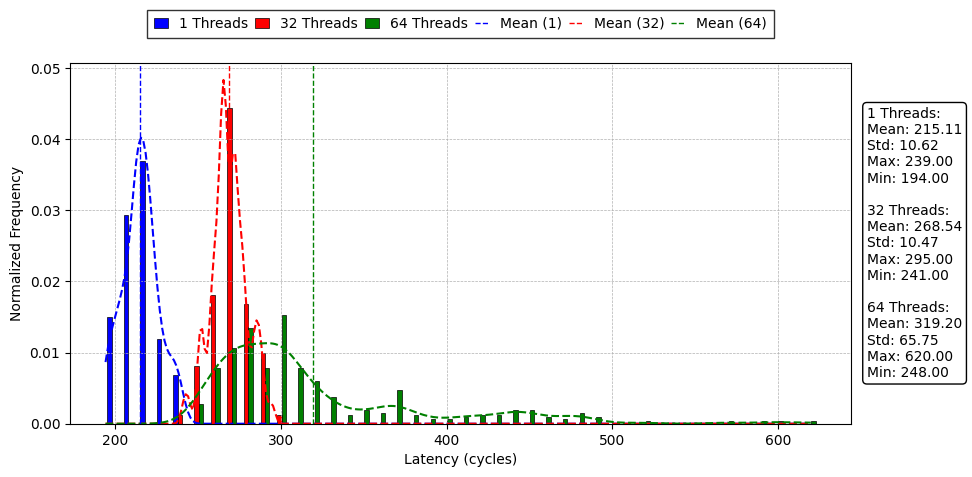 1 Threads 32 Threads 64 Threads Mean (1) Mean (32) Mean (64)
0.05
0.04
0.03
0.02
0.01
0.00
Normalized Frequency
200 300 400 500 600
Latency (cycles)
1 Threads:
Mean: 215.11
Std: 10.62
Max: 239.00
Min: 194.00
32 Threads:
Mean: 268.54
Std: 10.47
Max: 295.00
Min: 241.00
64 Threads:
Mean: 319.20
Std: 65.75
Max: 620.00
Min: 248.00